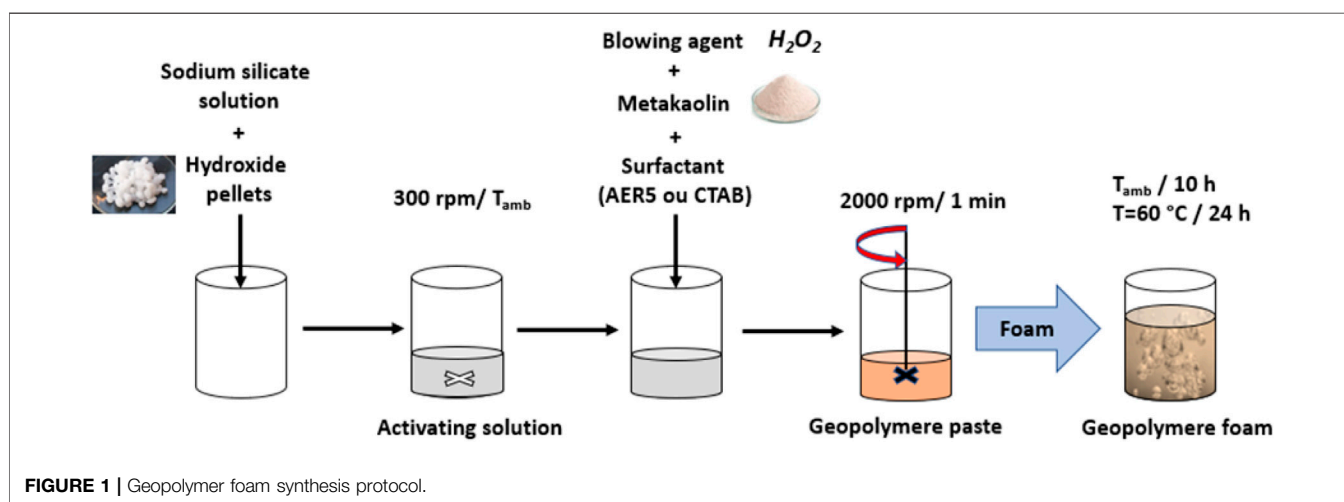 Sodium silicate
solution
+
Hydroxide
pellets
300 rpm/ Tamb
Activating solution
Blowing agent H2O2
+
Metakaolin
+
Surfactant
(AER5 ou CTAB)
2000 rpm/ 1 min
Geopolymere paste
Foam
Tamb / 10 h
T=60 °C / 24 h
Geopolymere foam
FIGURE 1 | Geopolymer foam synthesis protocol.